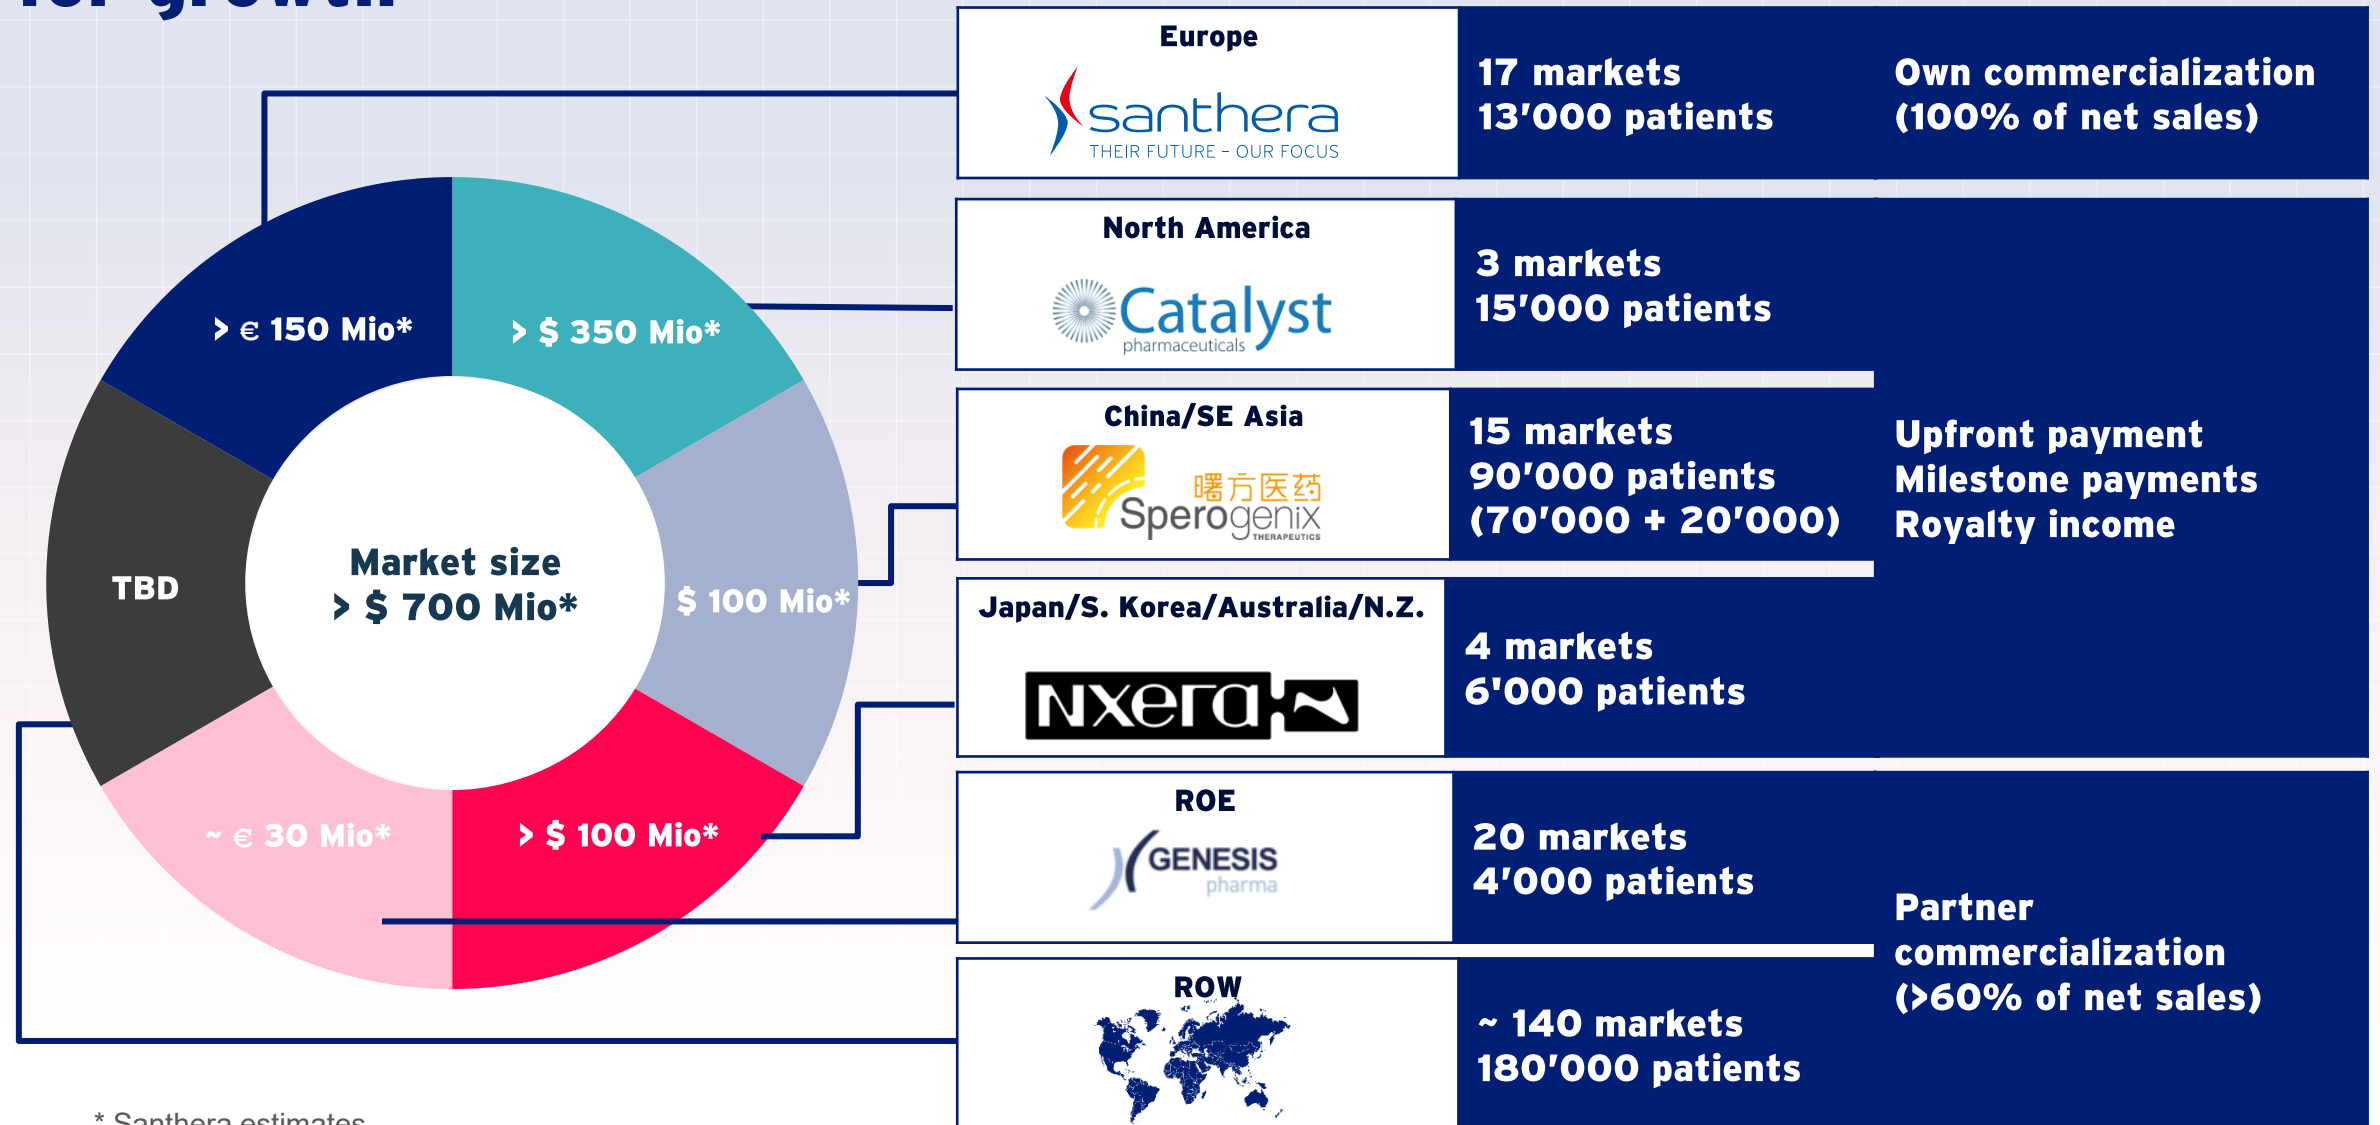 for growth
> € 150 Mio*
> $ 350 Mio*
TBD
Market size
> $ 700 Mio*
$ 100 Mio*
~ € 30 Mio*
> $ 100 Mio*
* Santhera estimates
Europe
santhera
THEIR FUTURE – OUR FOCUS
17 markets
13’000 patients
Own commercialization
(100% of net sales)
North America
Catalyst
pharmaceuticals
3 markets
15’000 patients
China/SE Asia
曙方医药
Sperogenix
THERAPEUTICS
15 markets
90’000 patients
(70’000 + 20’000)
Upfront payment
Milestone payments
Royalty income
Japan/S. Korea/Australia/N.Z.
Nxera
4 markets
6'000 patients
ROE
GENESIS
pharma
20 markets
4’000 patients
Partner
commercialization
(>60% of net sales)
ROW
~ 140 markets
180’000 patients